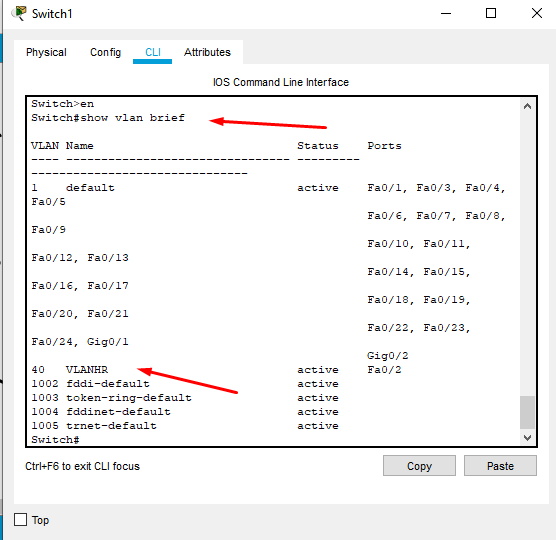 Switch1
Physical Config CLI Attributes
IOS Command Line Interface
Switch>en
Switch#show vlan brief
VLAN Name Status Ports
---- -------------------------------- --------- -------------------------------
1 default active Fa0/1, Fa0/3, Fa0/4,
Fa0/5
Fa0/6, Fa0/7, Fa0/8,
Fa0/9
Fa0/10, Fa0/11,
Fa0/12, Fa0/13
Fa0/14, Fa0/15,
Fa0/16, Fa0/17
Fa0/18, Fa0/19,
Fa0/20, Fa0/21
Fa0/22, Fa0/23,
Fa0/24, Gig0/1
Gig0/2
40 VLANHR active Fa0/2
1002 fddi-default active
1003 token-ring-default active
1004 fddinet-default active
1005 trnet-default active
Switch#
Ctrl+F6 to exit CLI focus
Copy
Paste
Top